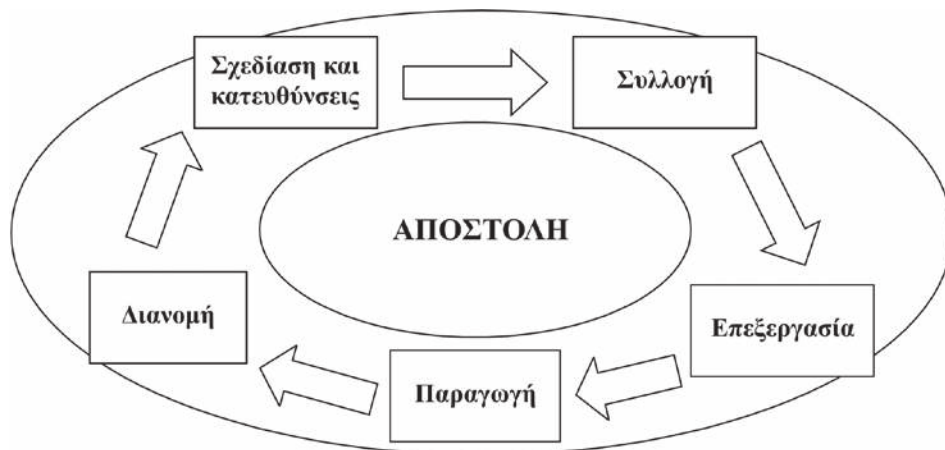 Σχεδίαση και
κατευθύνσεις
Συλλογή
ΑΠΟΣΤΟΛΗ
Διανομή
Επεξεργασία
Παραγωγή